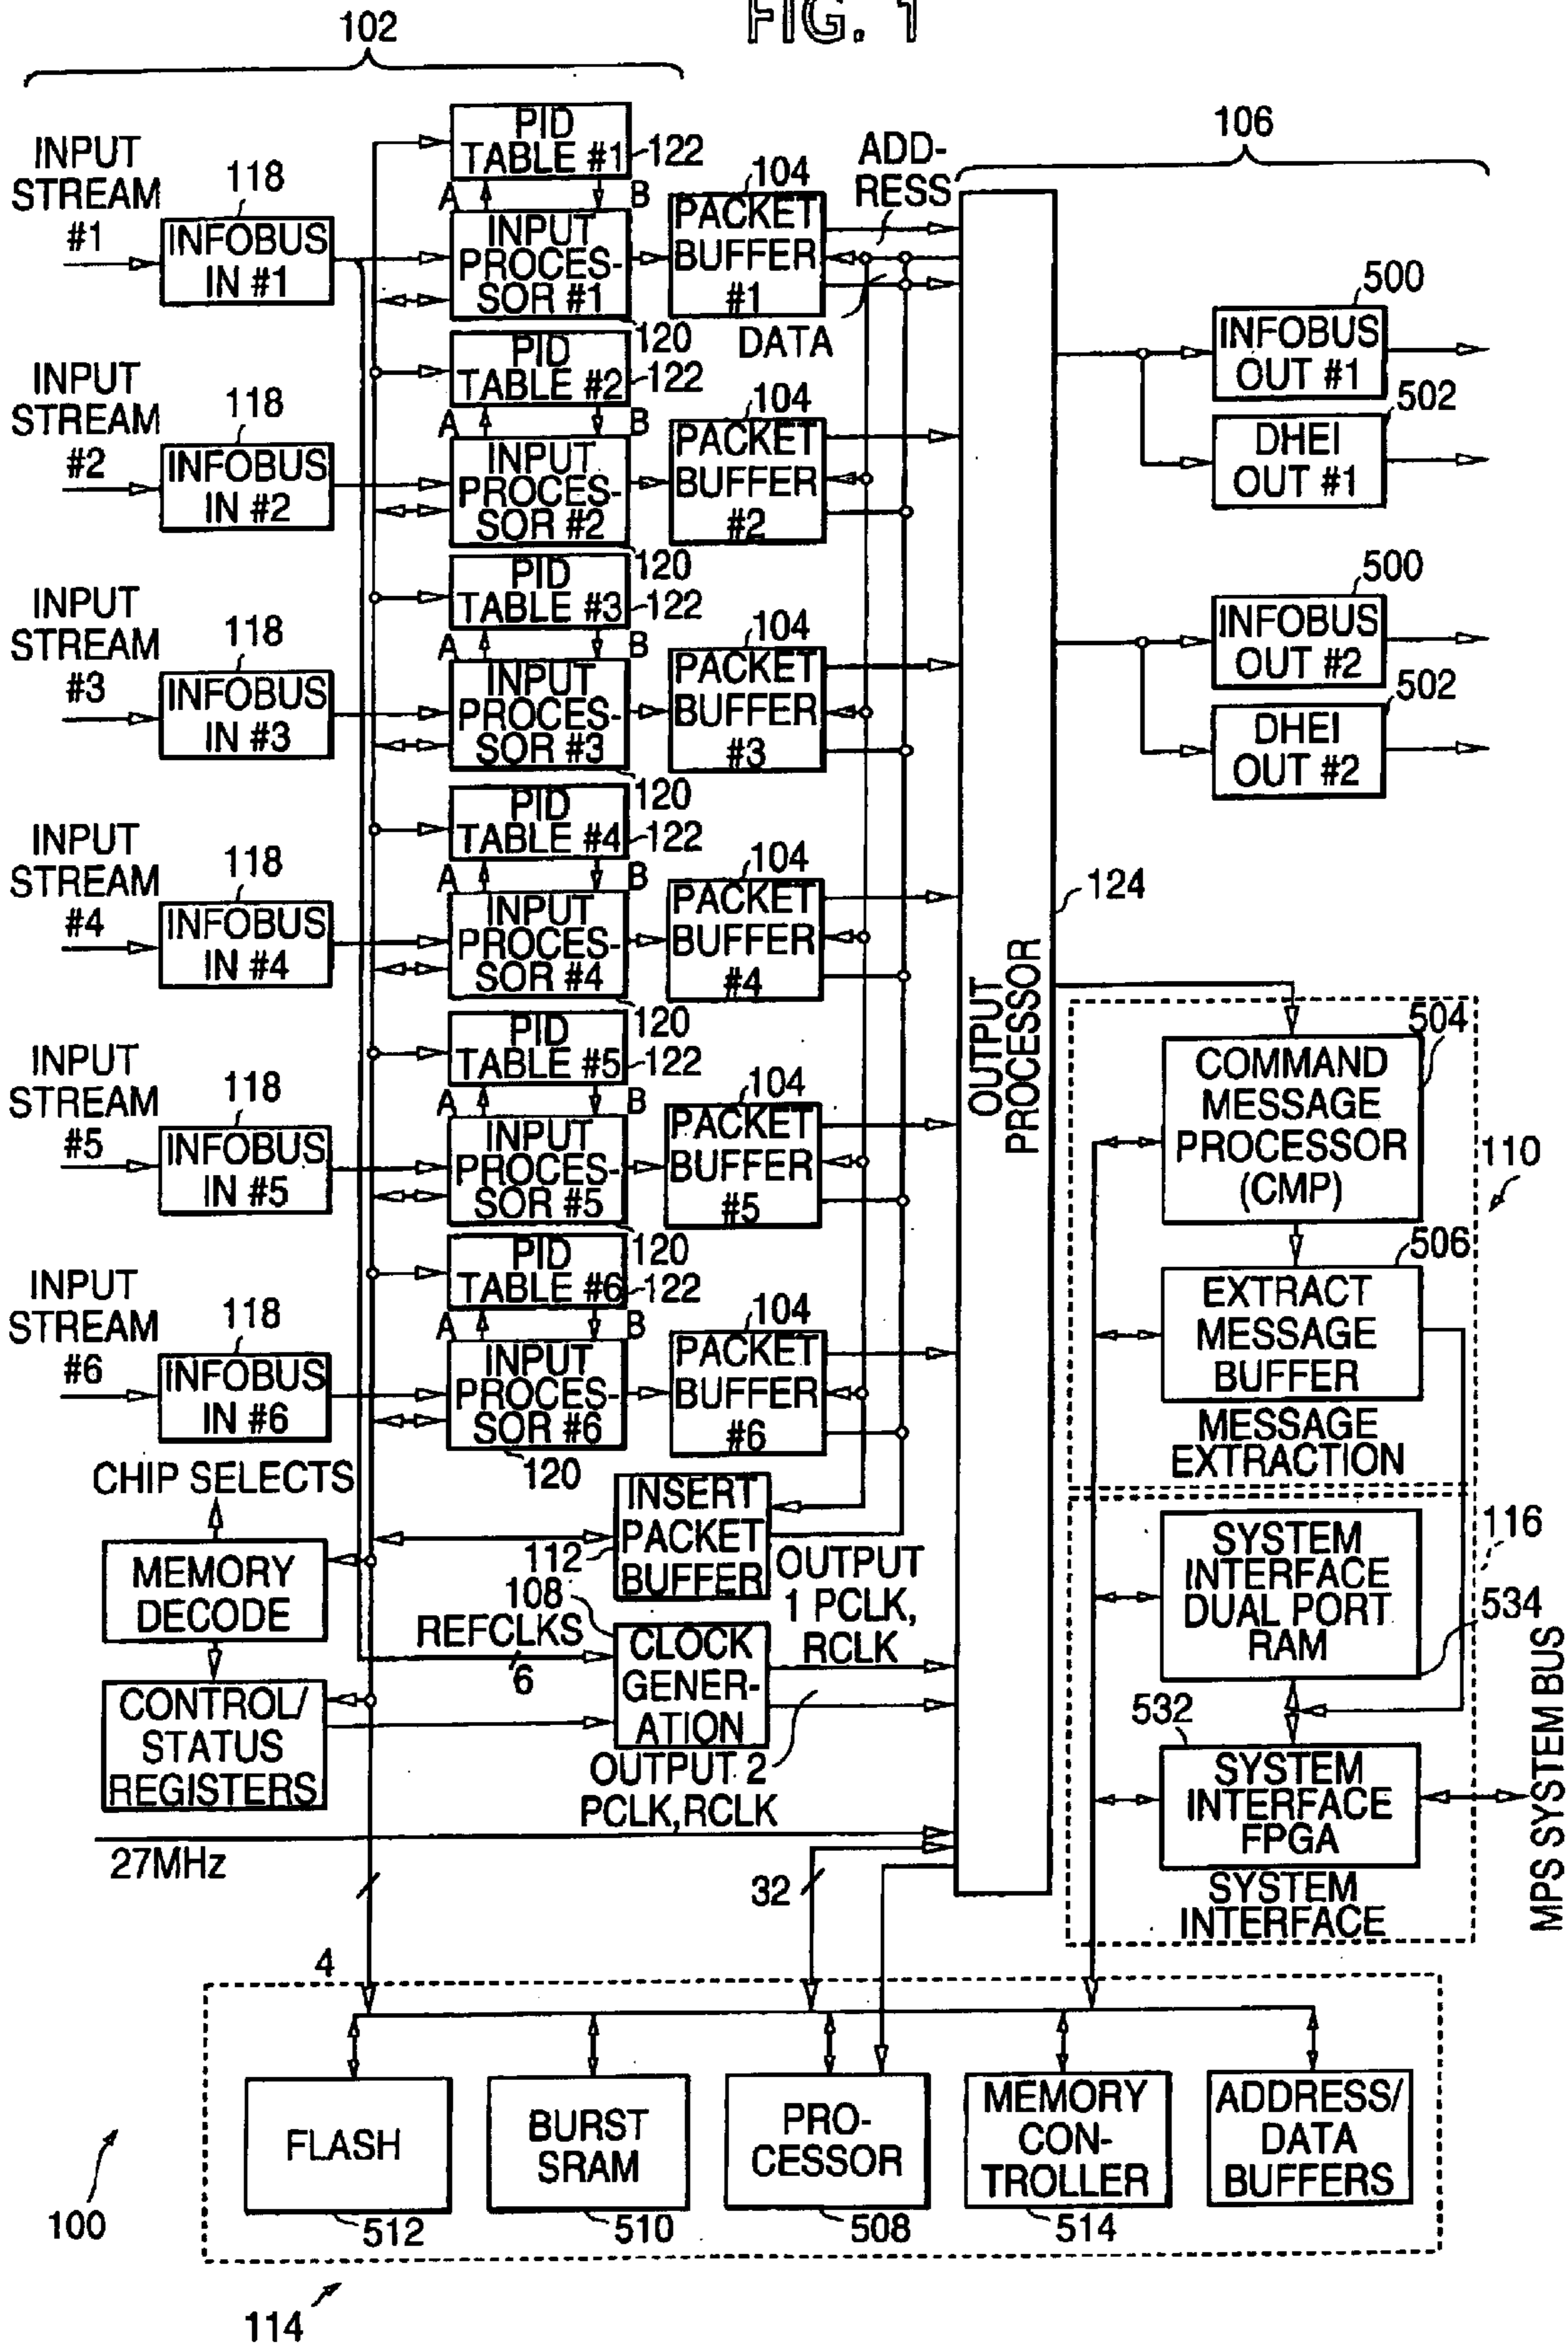 FIG. 1
102
106
INPUT
STREAM
#1
118
INFOBUS
IN #1
PID
TABLE #1
122
A
B
INPUT
PROCES-
SOR #1
120
104
PACKET
BUFFER
#1
ADD-
RESS
DATA
INPUT
STREAM
#2
118
INFOBUS
IN #2
PID
TABLE #2
122
A
B
INPUT
PROCES-
SOR #2
120
104
PACKET
BUFFER
#2
INPUT
STREAM
#3
118
INFOBUS
IN #3
PID
TABLE #3
122
A
B
INPUT
PROCES-
SOR #3
120
104
PACKET
BUFFER
#3
INPUT
STREAM
#4
118
INFOBUS
IN #4
PID
TABLE #4
122
A
B
INPUT
PROCES-
SOR #4
120
104
PACKET
BUFFER
#4
INPUT
STREAM
#5
118
INFOBUS
IN #5
PID
TABLE #5
122
A
B
INPUT
PROCES-
SOR #5
120
104
PACKET
BUFFER
#5
INPUT
STREAM
#6
118
INFOBUS
IN #6
PID
TABLE #6
122
A
B
INPUT
PROCES-
SOR #6
120
104
PACKET
BUFFER
#6
CHIP SELECTS
MEMORY
DECODE
CONTROL/
STATUS
REGISTERS
INSERT
PACKET
BUFFER
112
108
REFCLKS
6
CLOCK
GENER-
ATION
OUTPUT
1 PCLK,
RCLK
OUTPUT 2
PCLK,RCLK
27MHz
32
OUTPUT
PROCESSOR
124
500
INFOBUS
OUT #1
502
DHEI
OUT #1
500
INFOBUS
OUT #2
502
DHEI
OUT #2
504
COMMAND
MESSAGE
PROCESSOR
(CMP)
110
506
EXTRACT
MESSAGE
BUFFER
MESSAGE
EXTRACTION
116
SYSTEM
INTERFACE
DUAL PORT
RAM
534
532
SYSTEM
INTERFACE
FPGA
SYSTEM
INTERFACE
MPS SYSTEM BUS
4
FLASH
512
BURST
SRAM
510
PRO-
CESSOR
508
MEMORY
CON-
TROLLER
514
ADDRESS/
DATA
BUFFERS
100
114